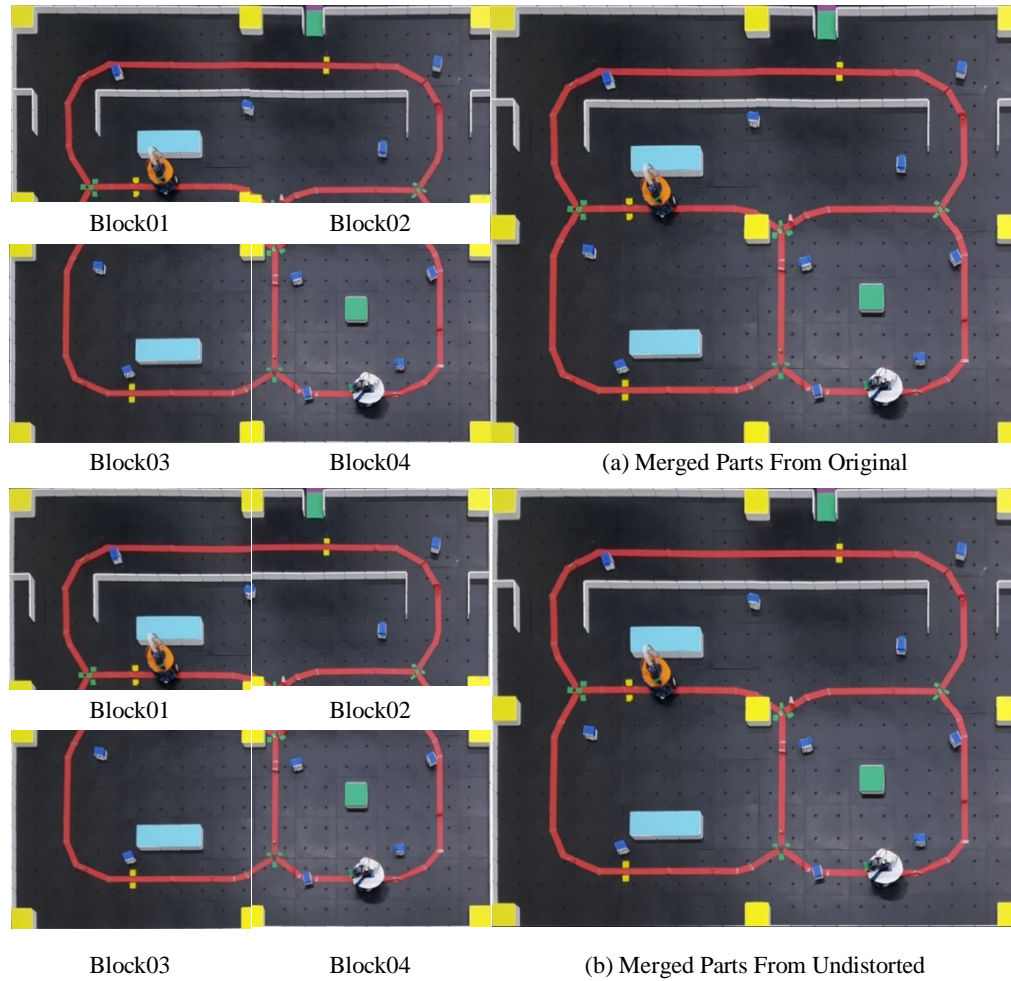 Block01
Block02
Block03
Block04
(a) Merged Parts From Original
Block01
Block02
Block03
Block04
(b) Merged Parts From Undistorted